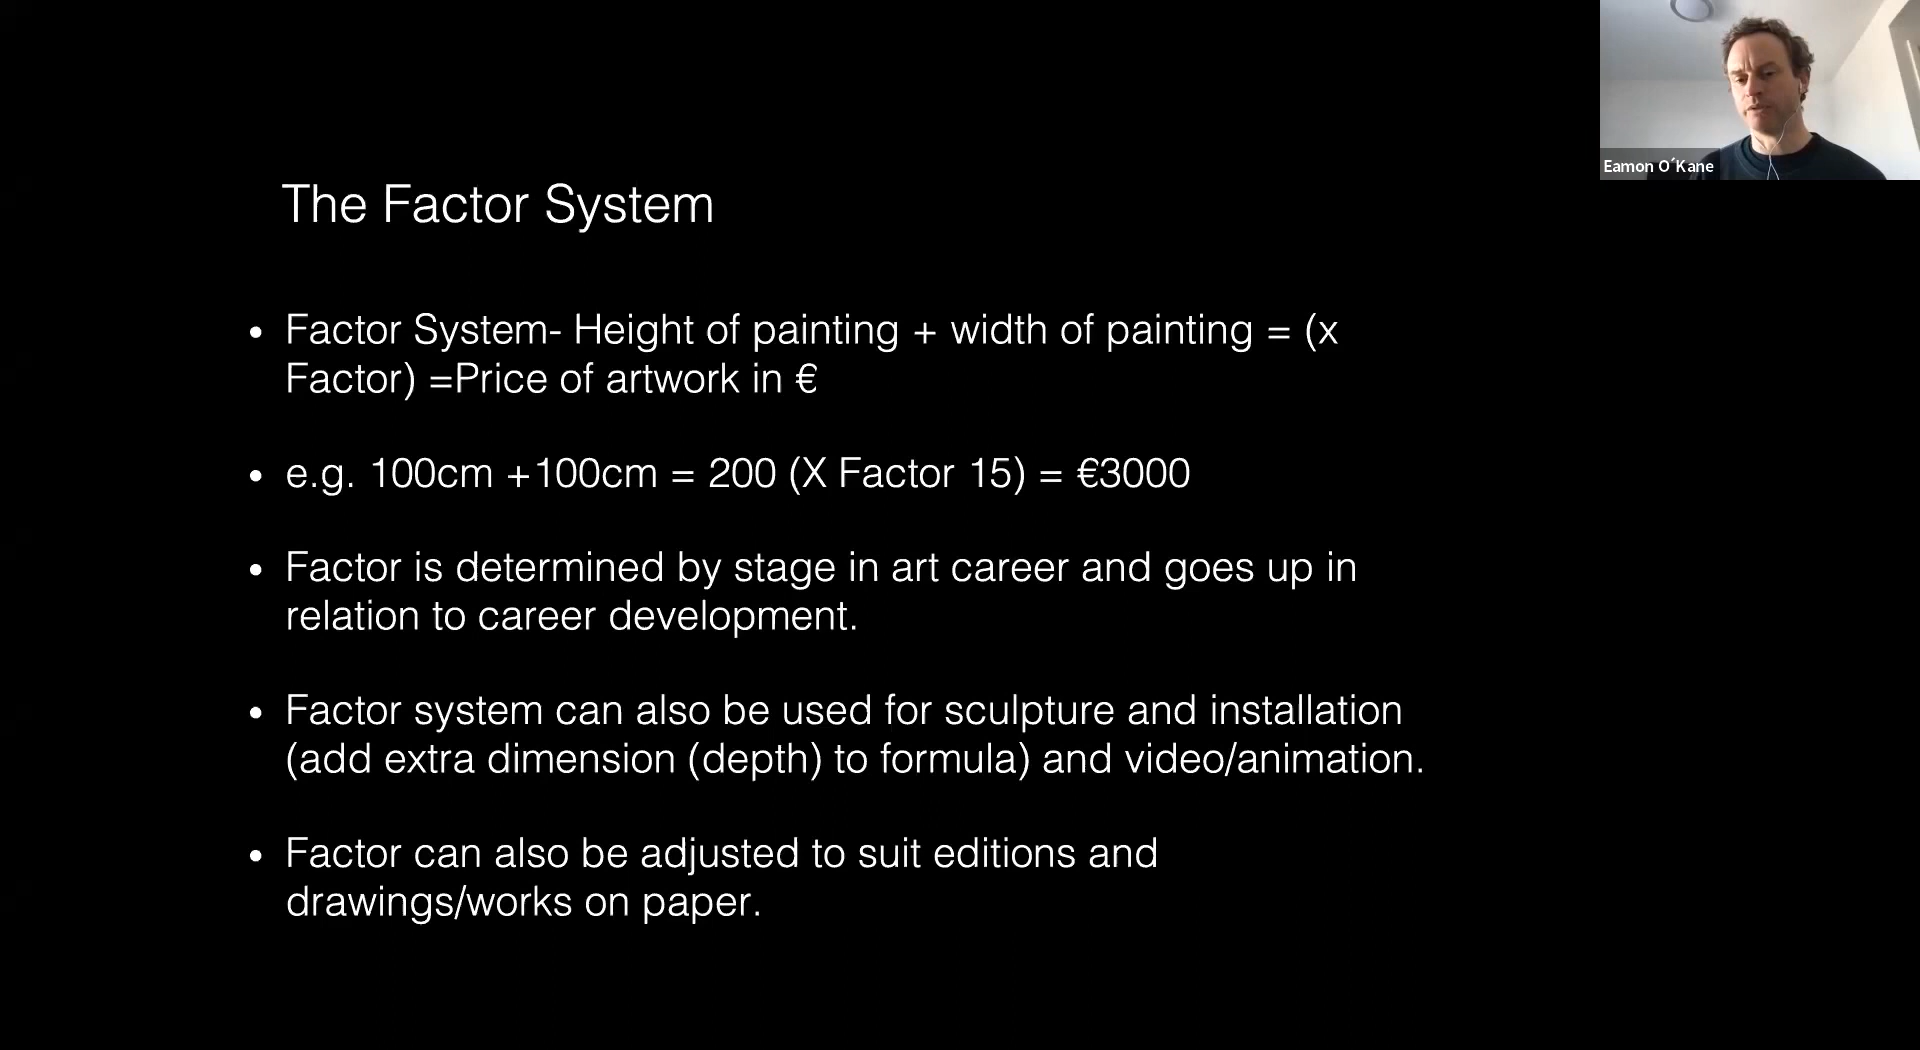 Eamon O´Kane
The Factor System
• Factor System- Height of painting + width of painting = (x
Factor) =Price of artwork in €
• e.g. 100cm +100cm = 200 (X Factor 15) = €3000
• Factor is determined by stage in art career and goes up in
relation to career development.
• Factor system can also be used for sculpture and installation
(add extra dimension (depth) to formula) and video/animation.
• Factor can also be adjusted to suit editions and
drawings/works on paper.